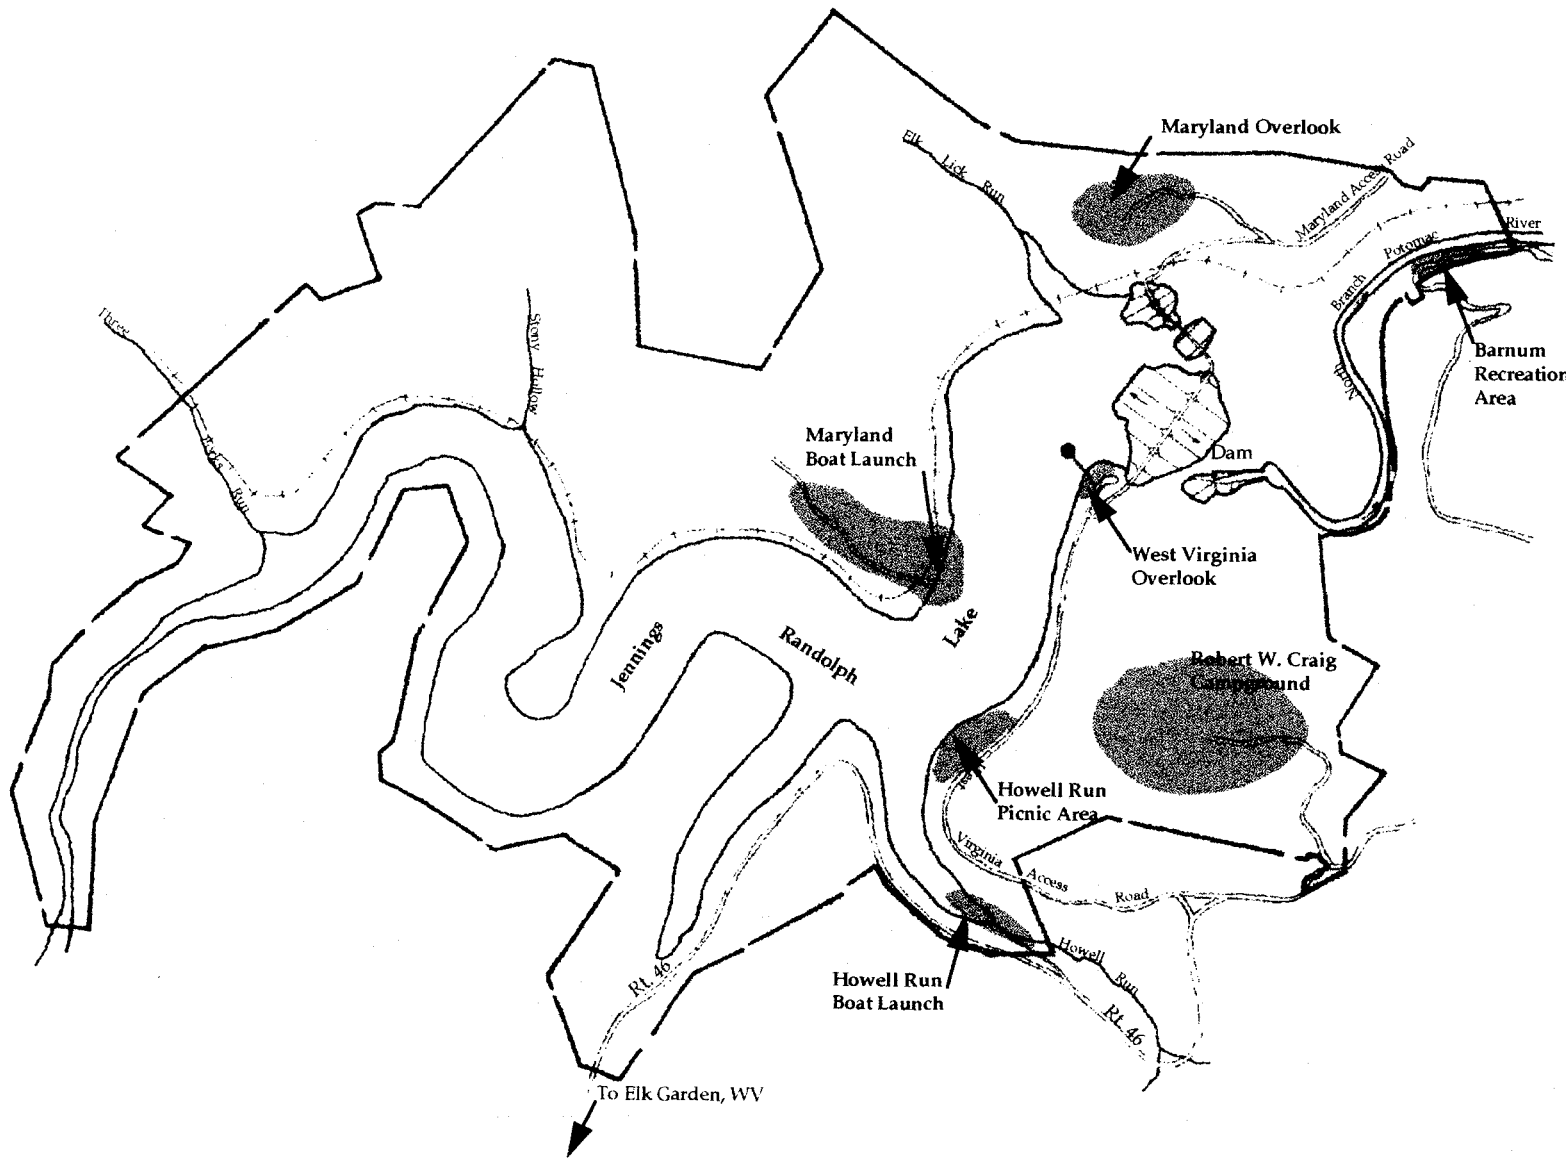 Maryland Overlook
Elk Lick Run
Maryland Access Road
River
Potomac
Branch
North
Three
Forks
Run
Stony Hollow
Barnum
Recreation
Area
Maryland
Boat Launch
Dam
West Virginia
Overlook
Jennings
Randolph
Lake
Robert W. Craig
Campground
Howell Run
Picnic Area
Virginia
Access
Road
Howell Run
Boat Launch
Howell
Run
Rt. 46
Rt. 46
To Elk Garden, WV